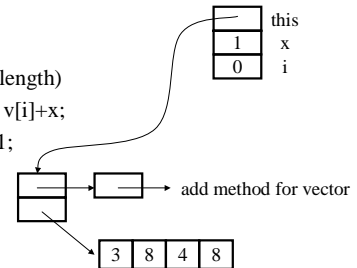 this
1 x
0 i
length)
v[i]+x;
1;
add method for vector
3 8 4 8